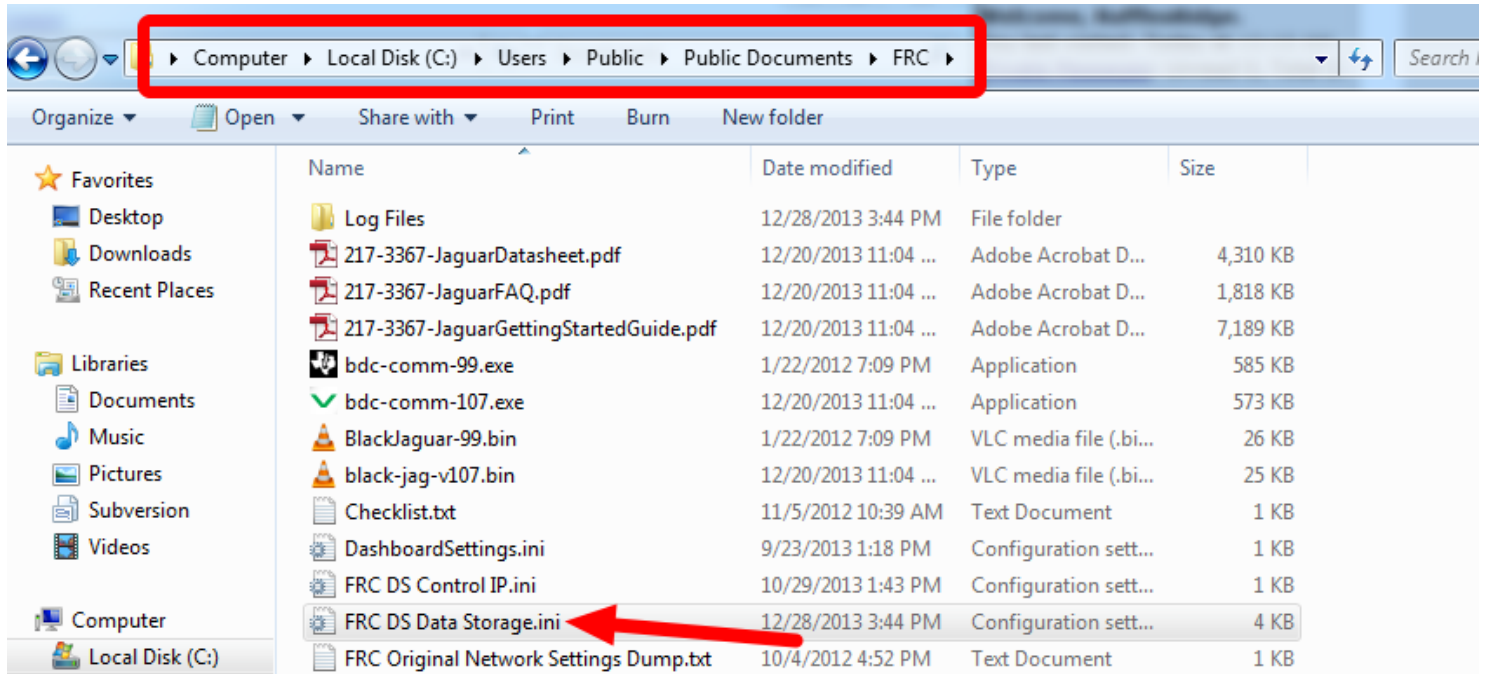 Computer Local Disk (C:) Users Public Public Documents FRC
Search
Organize Open Share with Print Burn New folder
Favorites
Desktop
Downloads
Recent Places
Libraries
Documents
Music
Pictures
Subversion
Videos
Computer
Local Disk (C:)
Name Date modified Type Size
Log Files 12/28/2013 3:44 PM File folder
217-3367-JaguarDatasheet.pdf 12/20/2013 11:04 ... Adobe Acrobat D... 4,310 KB
217-3367-JaguarFAQ.pdf 12/20/2013 11:04 ... Adobe Acrobat D... 1,818 KB
217-3367-JaguarGettingStartedGuide.pdf 12/20/2013 11:04 ... Adobe Acrobat D... 7,189 KB
bdc-comm-99.exe 1/22/2012 7:09 PM Application 585 KB
bdc-comm-107.exe 12/20/2013 11:04 ... Application 573 KB
BlackJaguar-99.bin 1/22/2012 7:09 PM VLC media file (.bi... 26 KB
black-jag-v107.bin 12/20/2013 11:04 ... VLC media file (.bi... 25 KB
Checklist.txt 11/5/2012 10:39 AM Text Document 1 KB
DashboardSettings.ini 9/23/2013 1:18 PM Configuration sett... 1 KB
FRC DS Control IP.ini 10/29/2013 1:43 PM Configuration sett... 1 KB
FRC DS Data Storage.ini 12/28/2013 3:44 PM Configuration sett... 4 KB
FRC Original Network Settings Dump.txt 10/4/2012 4:52 PM Text Document 1 KB